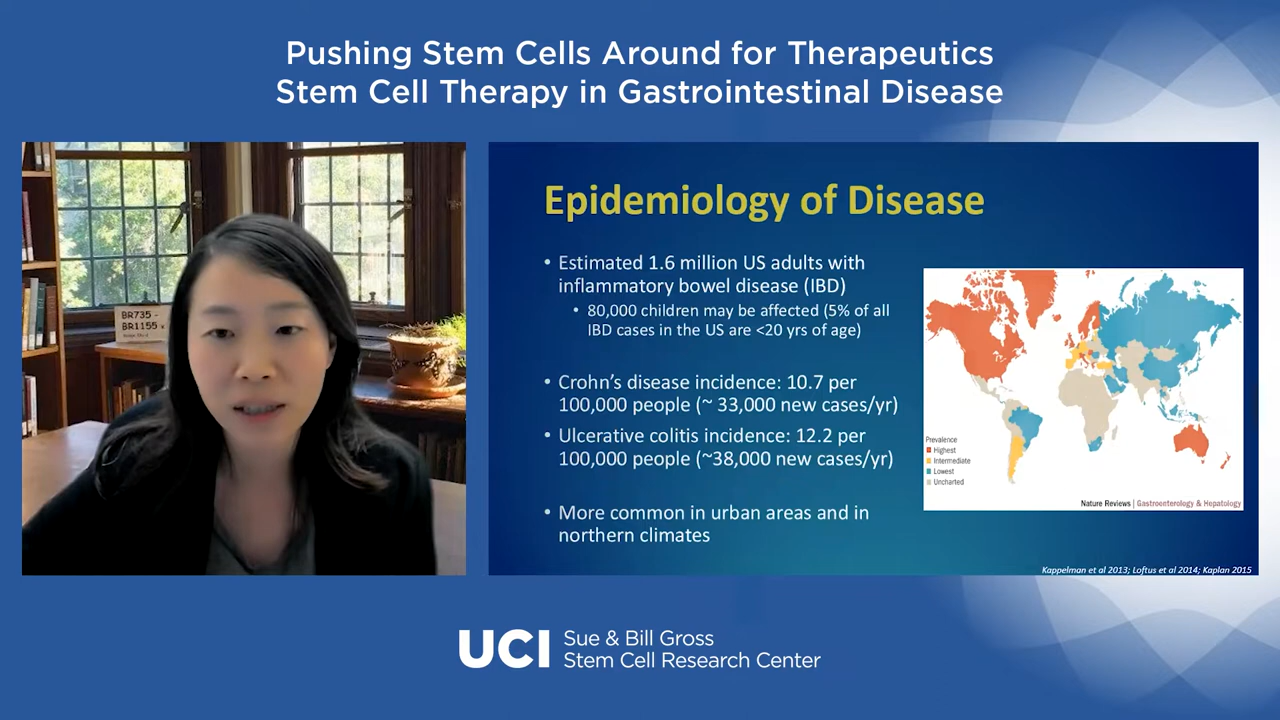 Pushing Stem Cells Around for Therapeutics
Stem Cell Therapy in Gastrointestinal Disease
BR735 -
BR1155 x
Epidemiology of Disease
• Estimated 1.6 million US adults with
inflammatory bowel disease (IBD)
• 80,000 children may be affected (5% of all
IBD cases in the US are <20 yrs of age)
• Crohn’s disease incidence: 10.7 per
100,000 people (~ 33,000 new cases/yr)
• Ulcerative colitis incidence: 12.2 per
100,000 people (~38,000 new cases/yr)
• More common in urban areas and in
northern climates
Prevalence
Highest
Intermediate
Lowest
Uncharted
Nature Reviews | Gastroenterology & Hepatology
Kappelman et al 2013; Loftus et al 2014; Kaplan 2015
UCI
Sue & Bill Gross
Stem Cell Research Center